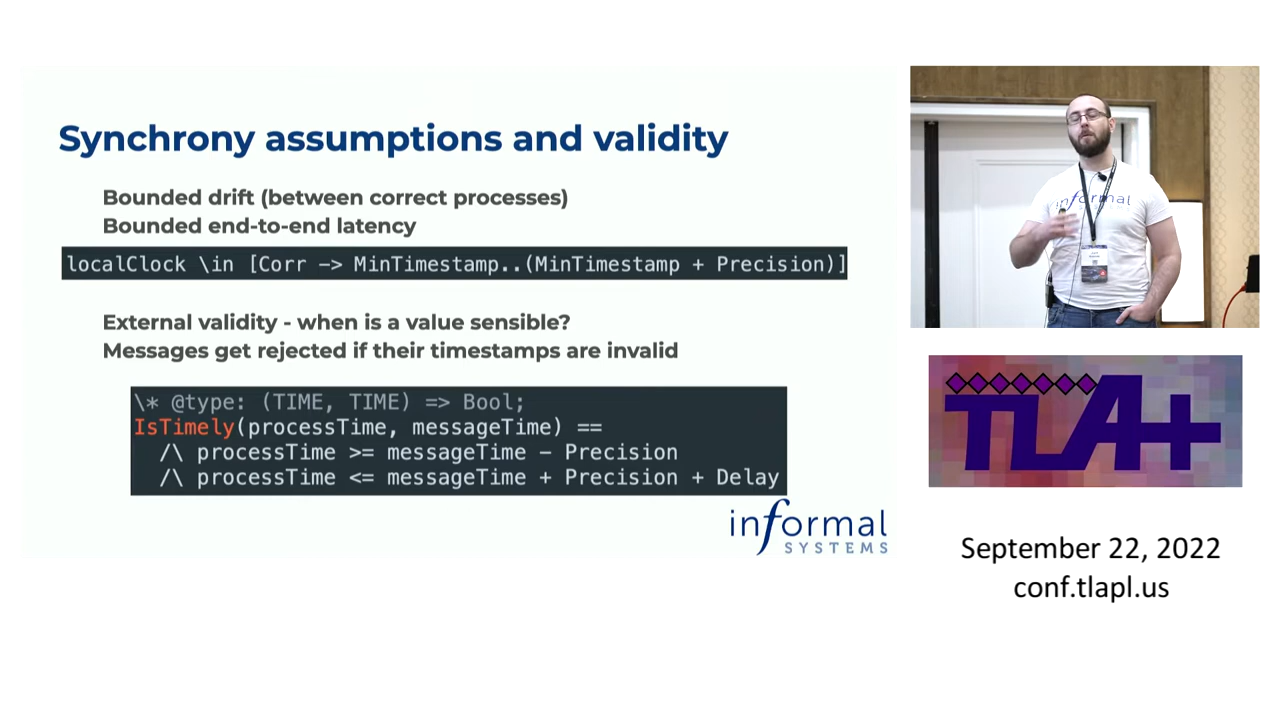 Synchrony assumptions and validity
Bounded drift (between correct processes)
Bounded end-to-end latency
localClock \in [Corr -> MinTimestamp..(MinTimestamp + Precision)]
External validity - when is a value sensible?
Messages get rejected if their timestamps are invalid
\* @type: (TIME, TIME) => Bool;
IsTimely(processTime, messageTime) ==
/\ processTime >= messageTime - Precision
/\ processTime <= messageTime + Precision + Delay
informal
SYSTEMS
informal
TLA+
September 22, 2022
conf.tlapl.us